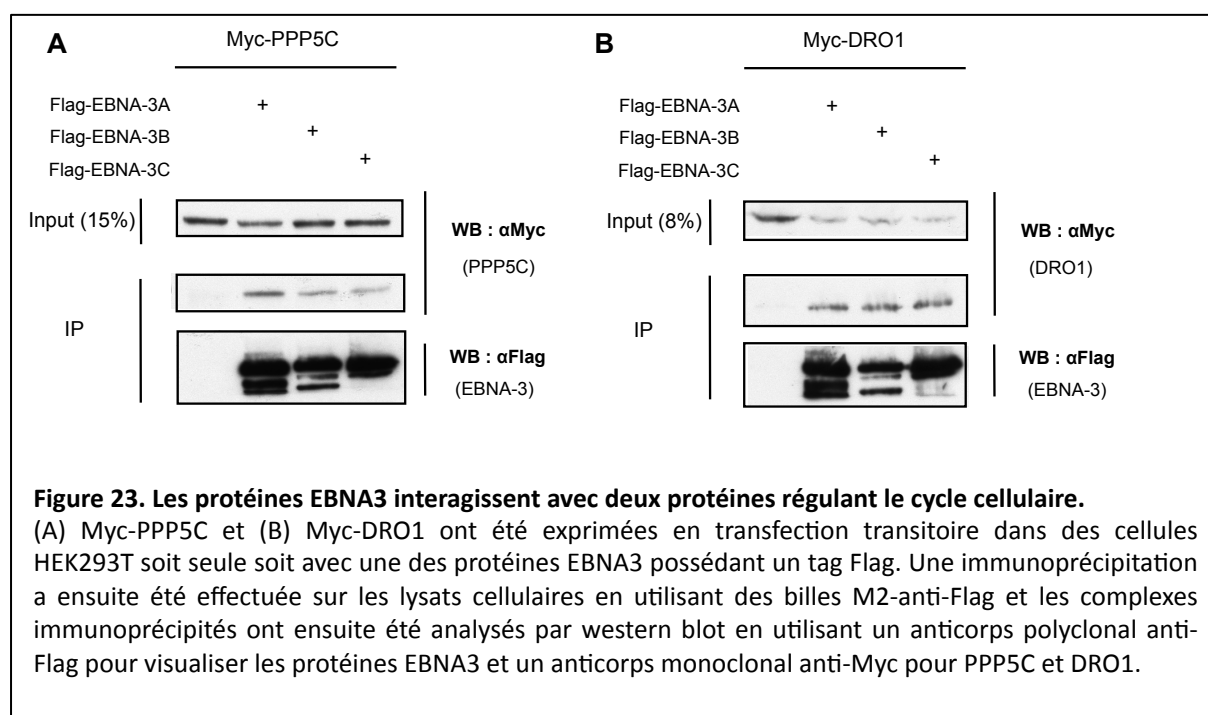 A
Myc-PPP5C
Flag-EBNA-3A +
Flag-EBNA-3B +
Flag-EBNA-3C +
Input (15%)
WB : αMyc
(PPP5C)
IP
WB : αFlag
(EBNA-3)
B
Myc-DRO1
Flag-EBNA-3A +
Flag-EBNA-3B +
Flag-EBNA-3C +
Input (8%)
WB : αMyc
(DRO1)
IP
WB : αFlag
(EBNA-3)
Figure 23. Les protéines EBNA3 interagissent avec deux protéines régulant le cycle cellulaire.
(A) Myc-PPP5C et (B) Myc-DRO1 ont été exprimées en transfection transitoire dans des cellules
HEK293T soit seule soit avec une des protéines EBNA3 possédant un tag Flag. Une immunoprécipitation
a ensuite été effectuée sur les lysats cellulaires en utilisant des billes M2-anti-Flag et les complexes
immunoprécipités ont ensuite été analysés par western blot en utilisant un anticorps polyclonal anti-
Flag pour visualiser les protéines EBNA3 et un anticorps monoclonal anti-Myc pour PPP5C et DRO1.